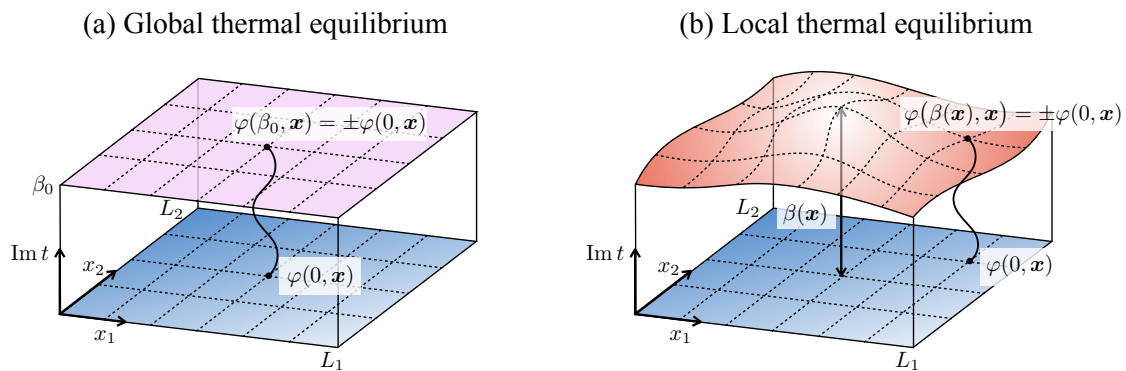 (a) Global thermal equilibrium
φ(β₀, 𝒙) = ±φ(0, 𝒙)
β₀
L₂
Im t
x₂
φ(0, 𝒙)
x₁
L₁
(b) Local thermal equilibrium
φ(β(𝒙), 𝒙) = ±φ(0, 𝒙)
L₂
β(𝒙)
Im t
x₂
φ(0, 𝒙)
x₁
L₁